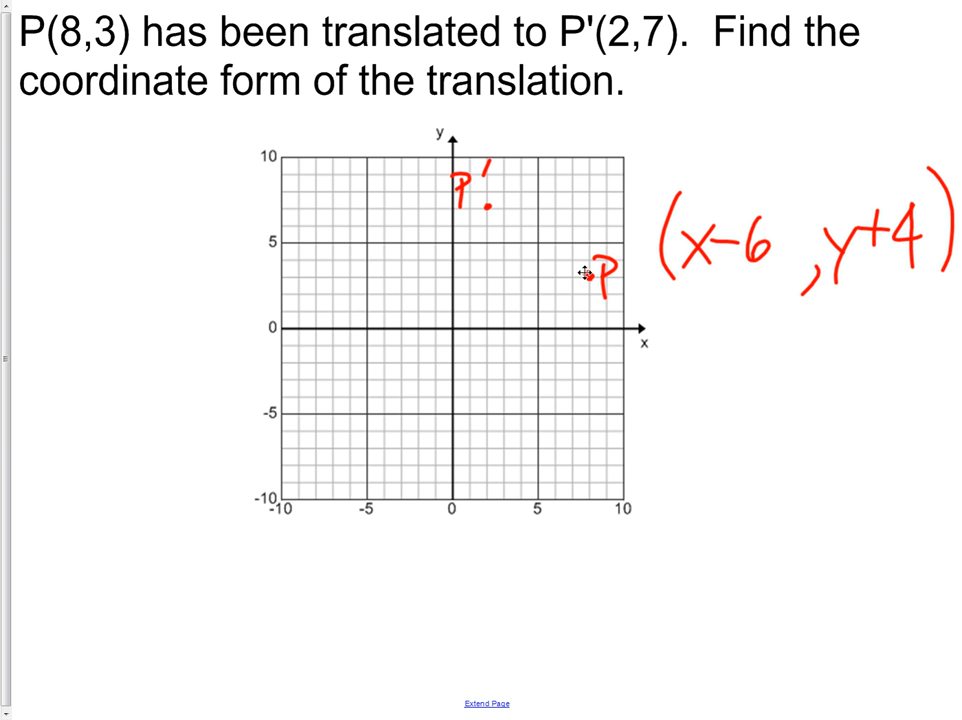 P(8,3) has been translated to P'(2,7).  Find the
coordinate form of the translation.
y
10
P'
5
(x-6 ,y+4)
P
0
x
-5
-10
-10 -5 0 5 10
Extend Page